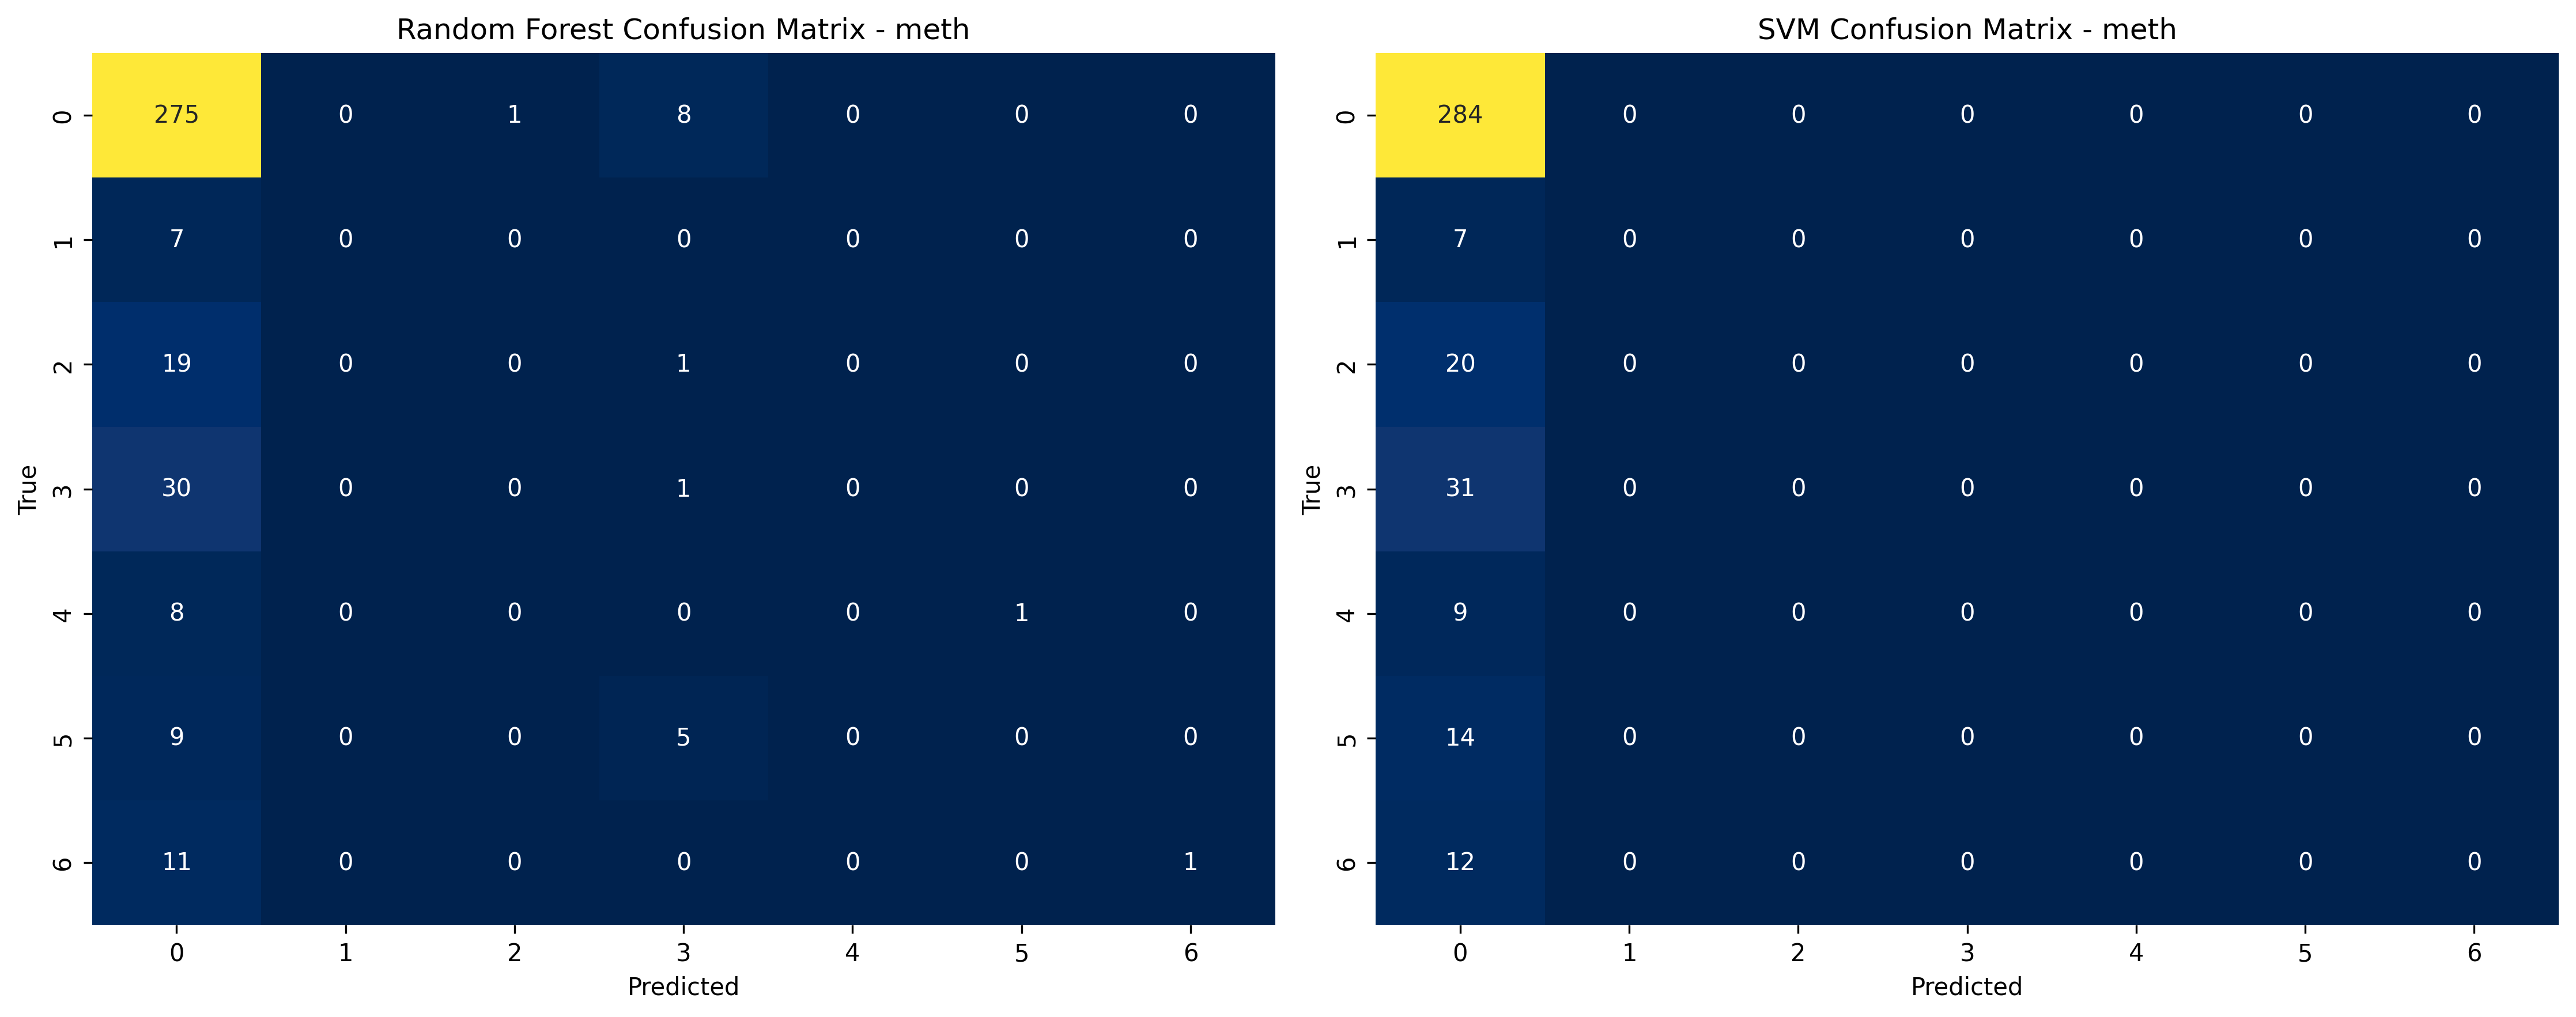 Random Forest Confusion Matrix - meth
True
0 275 0 1 8 0 0 0
1 7 0 0 0 0 0 0
2 19 0 0 1 0 0 0
3 30 0 0 1 0 0 0
4 8 0 0 0 0 1 0
5 9 0 0 5 0 0 0
6 11 0 0 0 0 0 1
0 1 2 3 4 5 6
Predicted
SVM Confusion Matrix - meth
True
0 284 0 0 0 0 0 0
1 7 0 0 0 0 0 0
2 20 0 0 0 0 0 0
3 31 0 0 0 0 0 0
4 9 0 0 0 0 0 0
5 14 0 0 0 0 0 0
6 12 0 0 0 0 0 0
0 1 2 3 4 5 6
Predicted